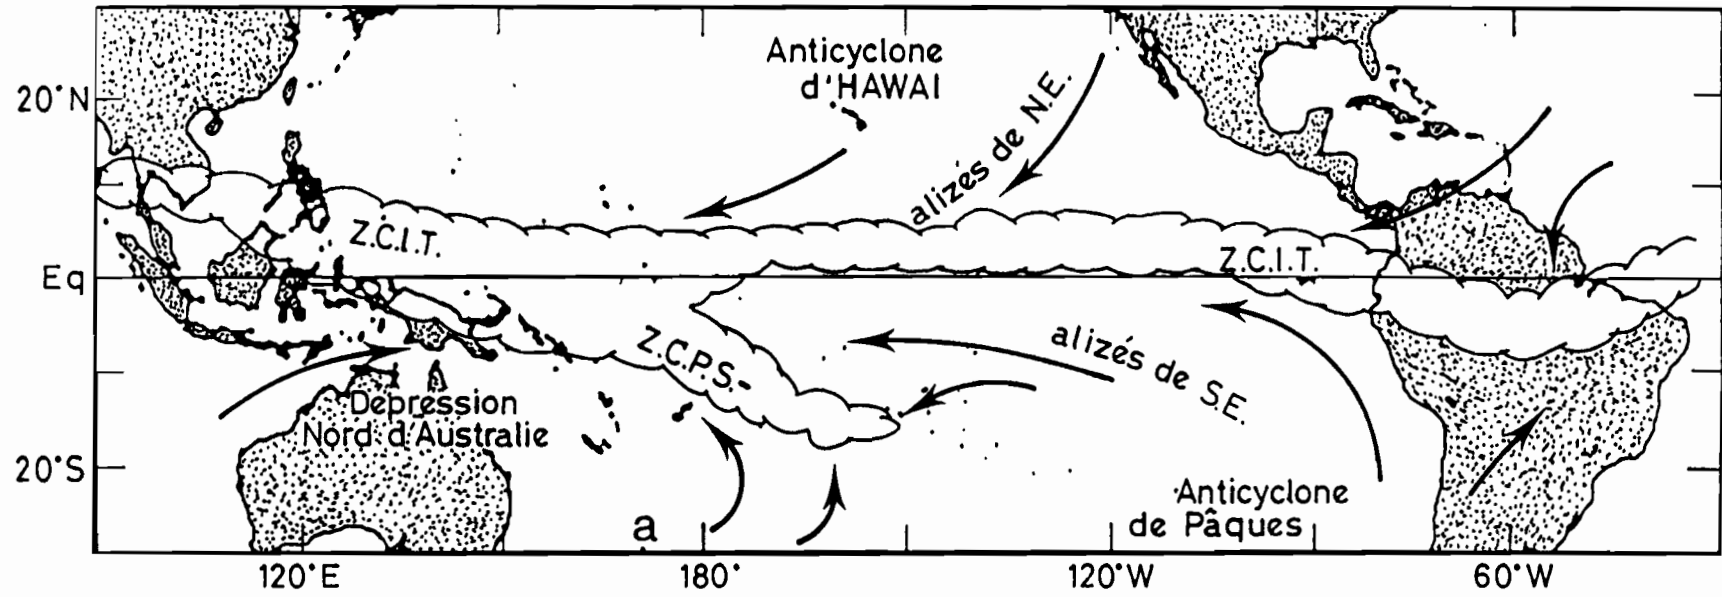 Anticyclone
d'HAWAI
20°N
alizés de N.E.
Z.C.I.T.
Z.C.I.T.
Eq
Z.C.P.S.-
alizés de S.E.
Dépression
Nord d'Australie
20°S
Anticyclone
de Pâques
a
120°E
180°
120°W
60°W